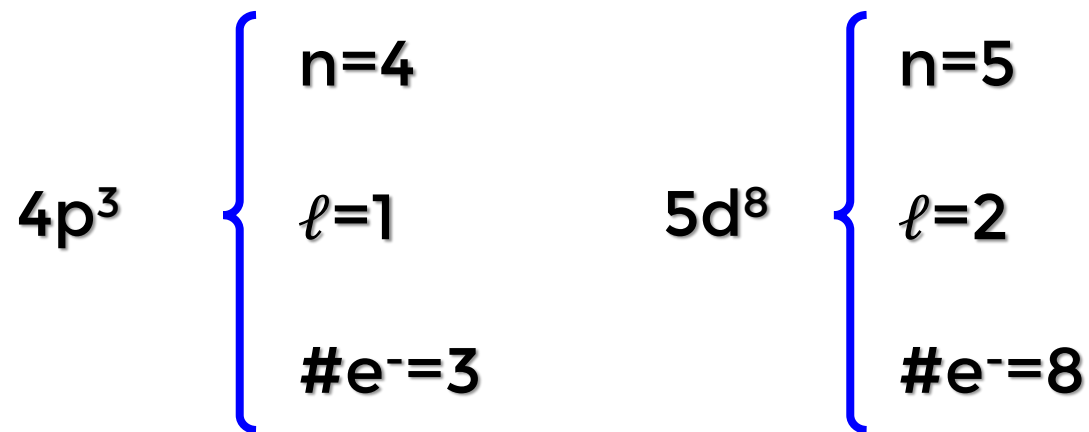 4p³
n=4
ℓ=1
#e⁻=3
5d⁸
n=5
ℓ=2
#e⁻=8